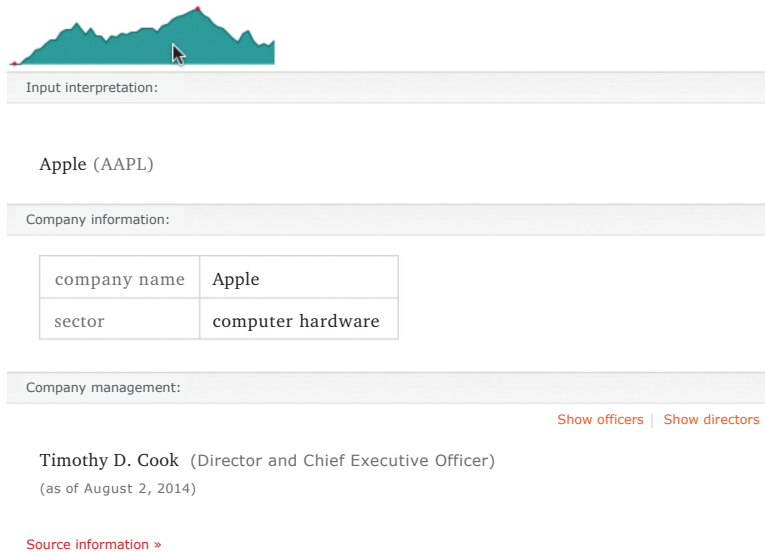 Input interpretation:
Apple (AAPL)
Company information:
company name Apple
sector computer hardware
Company management:
Show officers | Show directors
Timothy D. Cook (Director and Chief Executive Officer)
(as of August 2, 2014)
Source information »